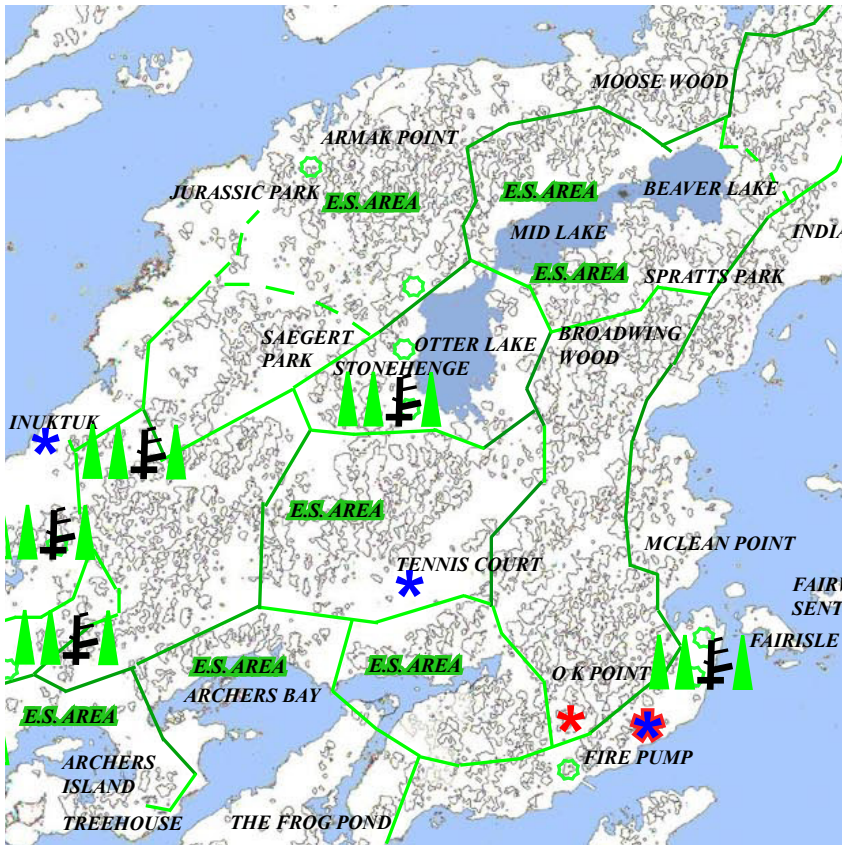 MOOSE WOOD
ARMAK POINT
JURASSIC PARK
E.S. AREA
E.S. AREA
BEAVER LAKE
MID LAKE
INDIA
E.S. AREA
SPRATTS PARK
SAEGERT
PARK
OTTER LAKE
STONEHENGE
BROADWING
WOOD
INUKTUK
E.S. AREA
MCLEAN POINT
TENNIS COURT
SENT
FAIRISLE
E.S. AREA
E.S. AREA
O K POINT
ARCHERS BAY
E.S. AREA
FIRE PUMP
ARCHERS
ISLAND
TREEHOUSE
THE FROG POND